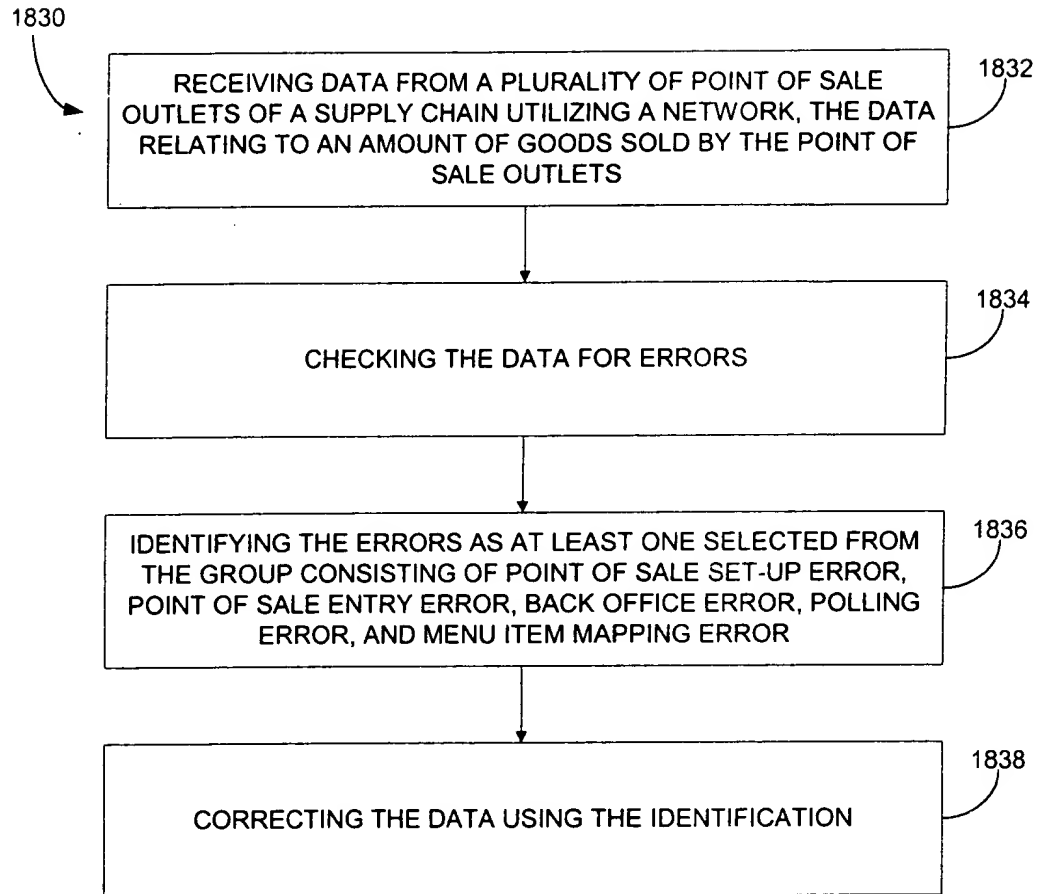 1830
RECEIVING DATA FROM A PLURALITY OF POINT OF SALE
OUTLETS OF A SUPPLY CHAIN UTILIZING A NETWORK, THE DATA
RELATING TO AN AMOUNT OF GOODS SOLD BY THE POINT OF
SALE OUTLETS
1832
CHECKING THE DATA FOR ERRORS
1834
IDENTIFYING THE ERRORS AS AT LEAST ONE SELECTED FROM
THE GROUP CONSISTING OF POINT OF SALE SET-UP ERROR,
POINT OF SALE ENTRY ERROR, BACK OFFICE ERROR, POLLING
ERROR, AND MENU ITEM MAPPING ERROR
1836
CORRECTING THE DATA USING THE IDENTIFICATION
1838